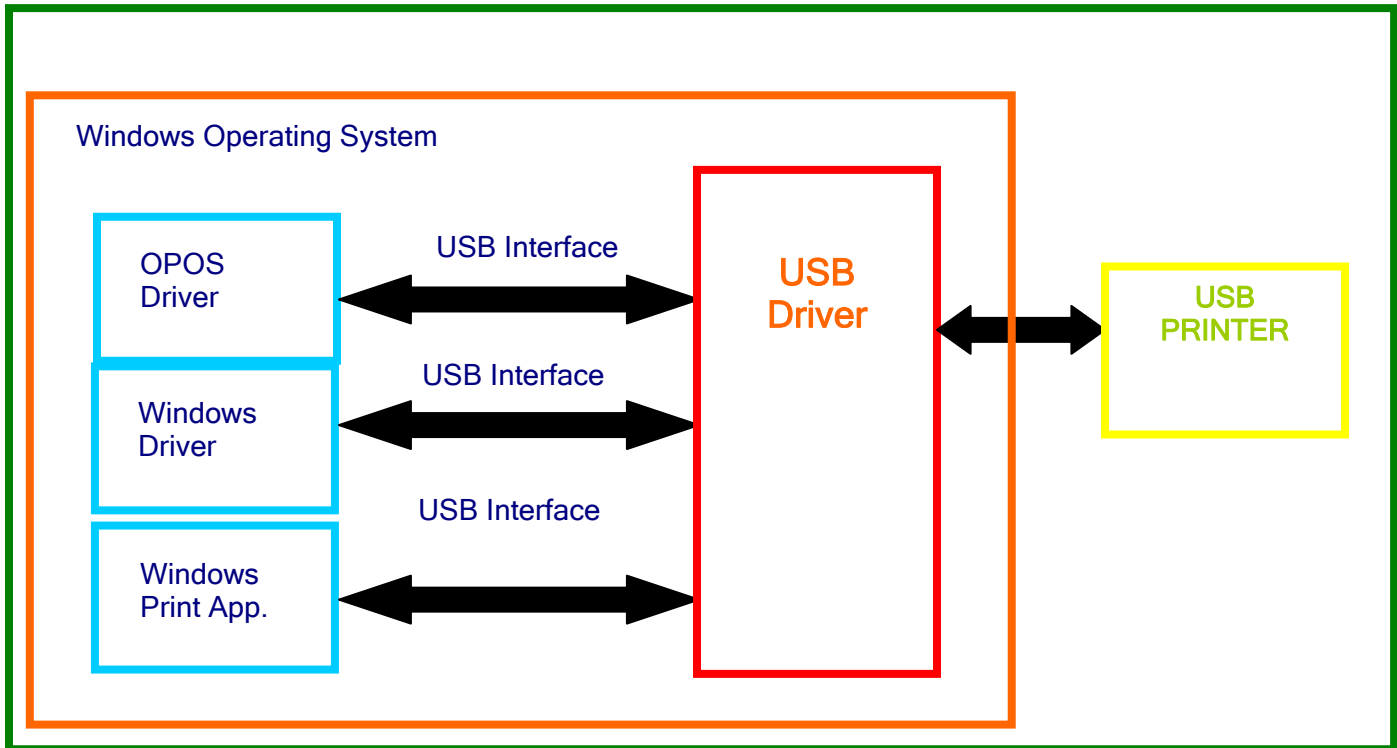 Windows Operating System
OPOS
Driver
USB Interface
USB
Driver
USB
PRINTER
USB Interface
Windows
Driver
USB Interface
Windows
Print App.